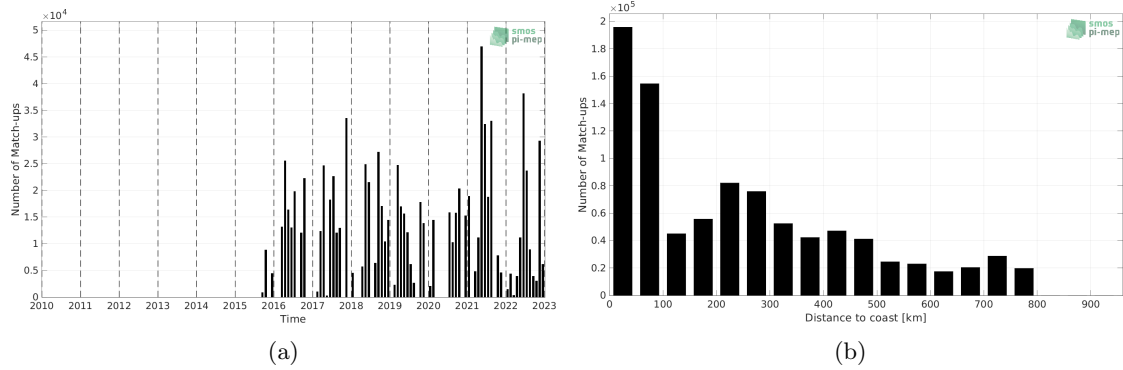 ×10⁴
5
4.5
4
3.5
3
2.5
2
1.5
1
0.5
0
Number of Match-ups
2010 2011 2012 2013 2014 2015 2016 2017 2018 2019 2020 2021 2022 2023
Time
smos
pi-mep
(a)
×10⁵
2
1.8
1.6
1.4
1.2
1
0.8
0.6
0.4
0.2
0
Number of Match-ups
0 100 200 300 400 500 600 700 800 900
Distance to coast [km]
smos
pi-mep
(b)